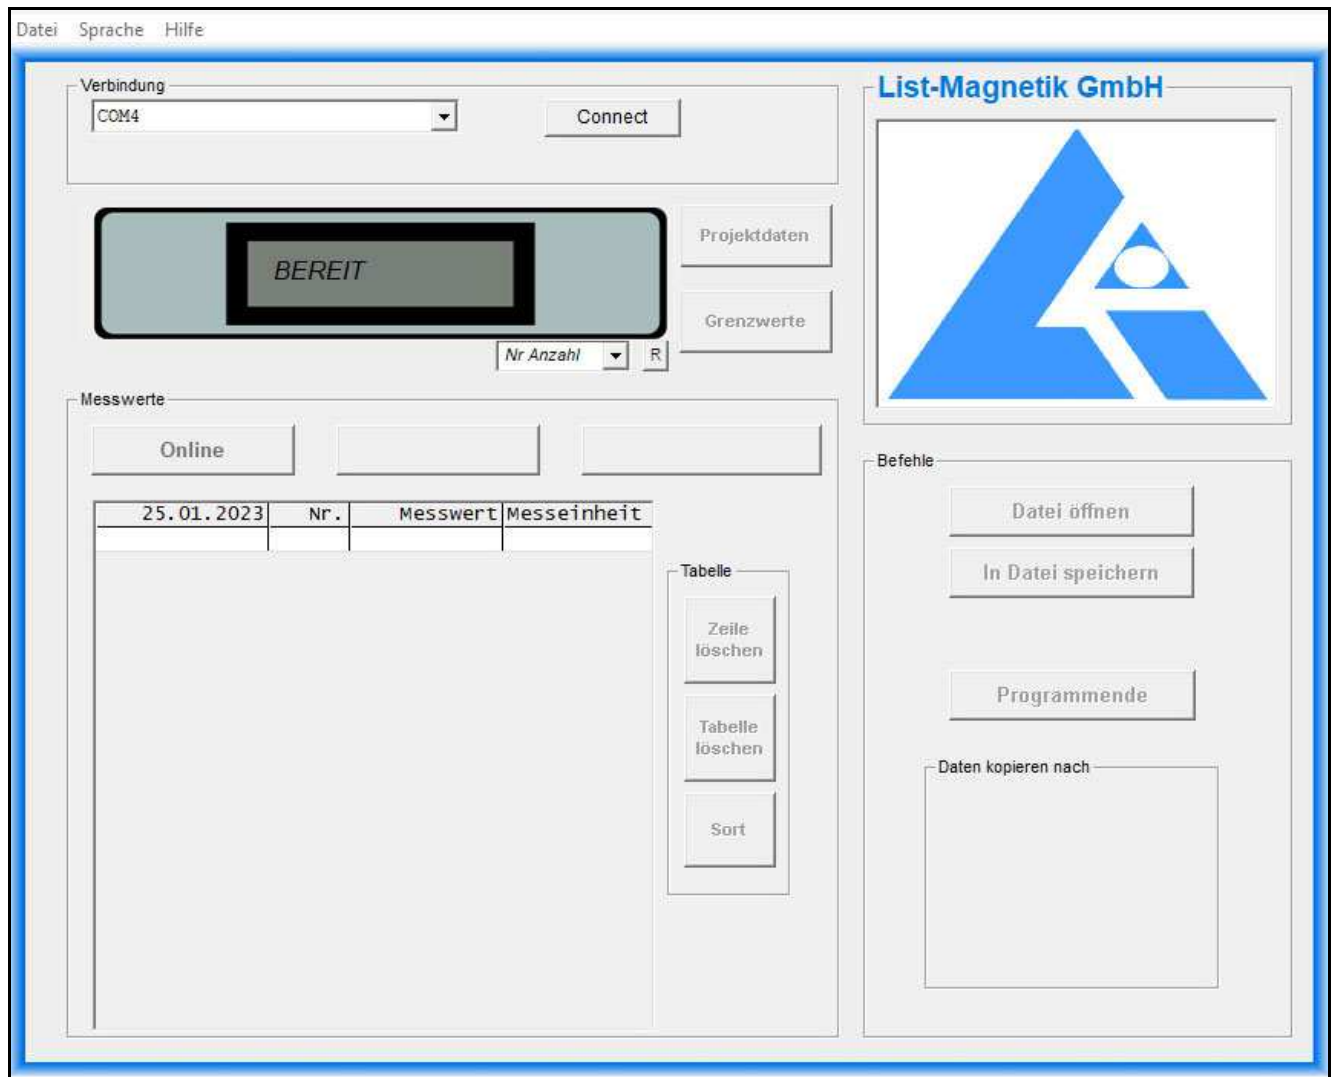 Datei Sprache Hilfe
Verbindung
COM4
Connect
List-Magnetik GmbH
BEREIT
Projektdaten
Grenzwerte
Nr Anzahl
R
Messwerte
Online
25.01.2023 Nr. Messwert Messeinheit
Tabelle
Zeile
löschen
Tabelle
löschen
Sort
Befehle
Datei öffnen
In Datei speichern
Programmende
Daten kopieren nach